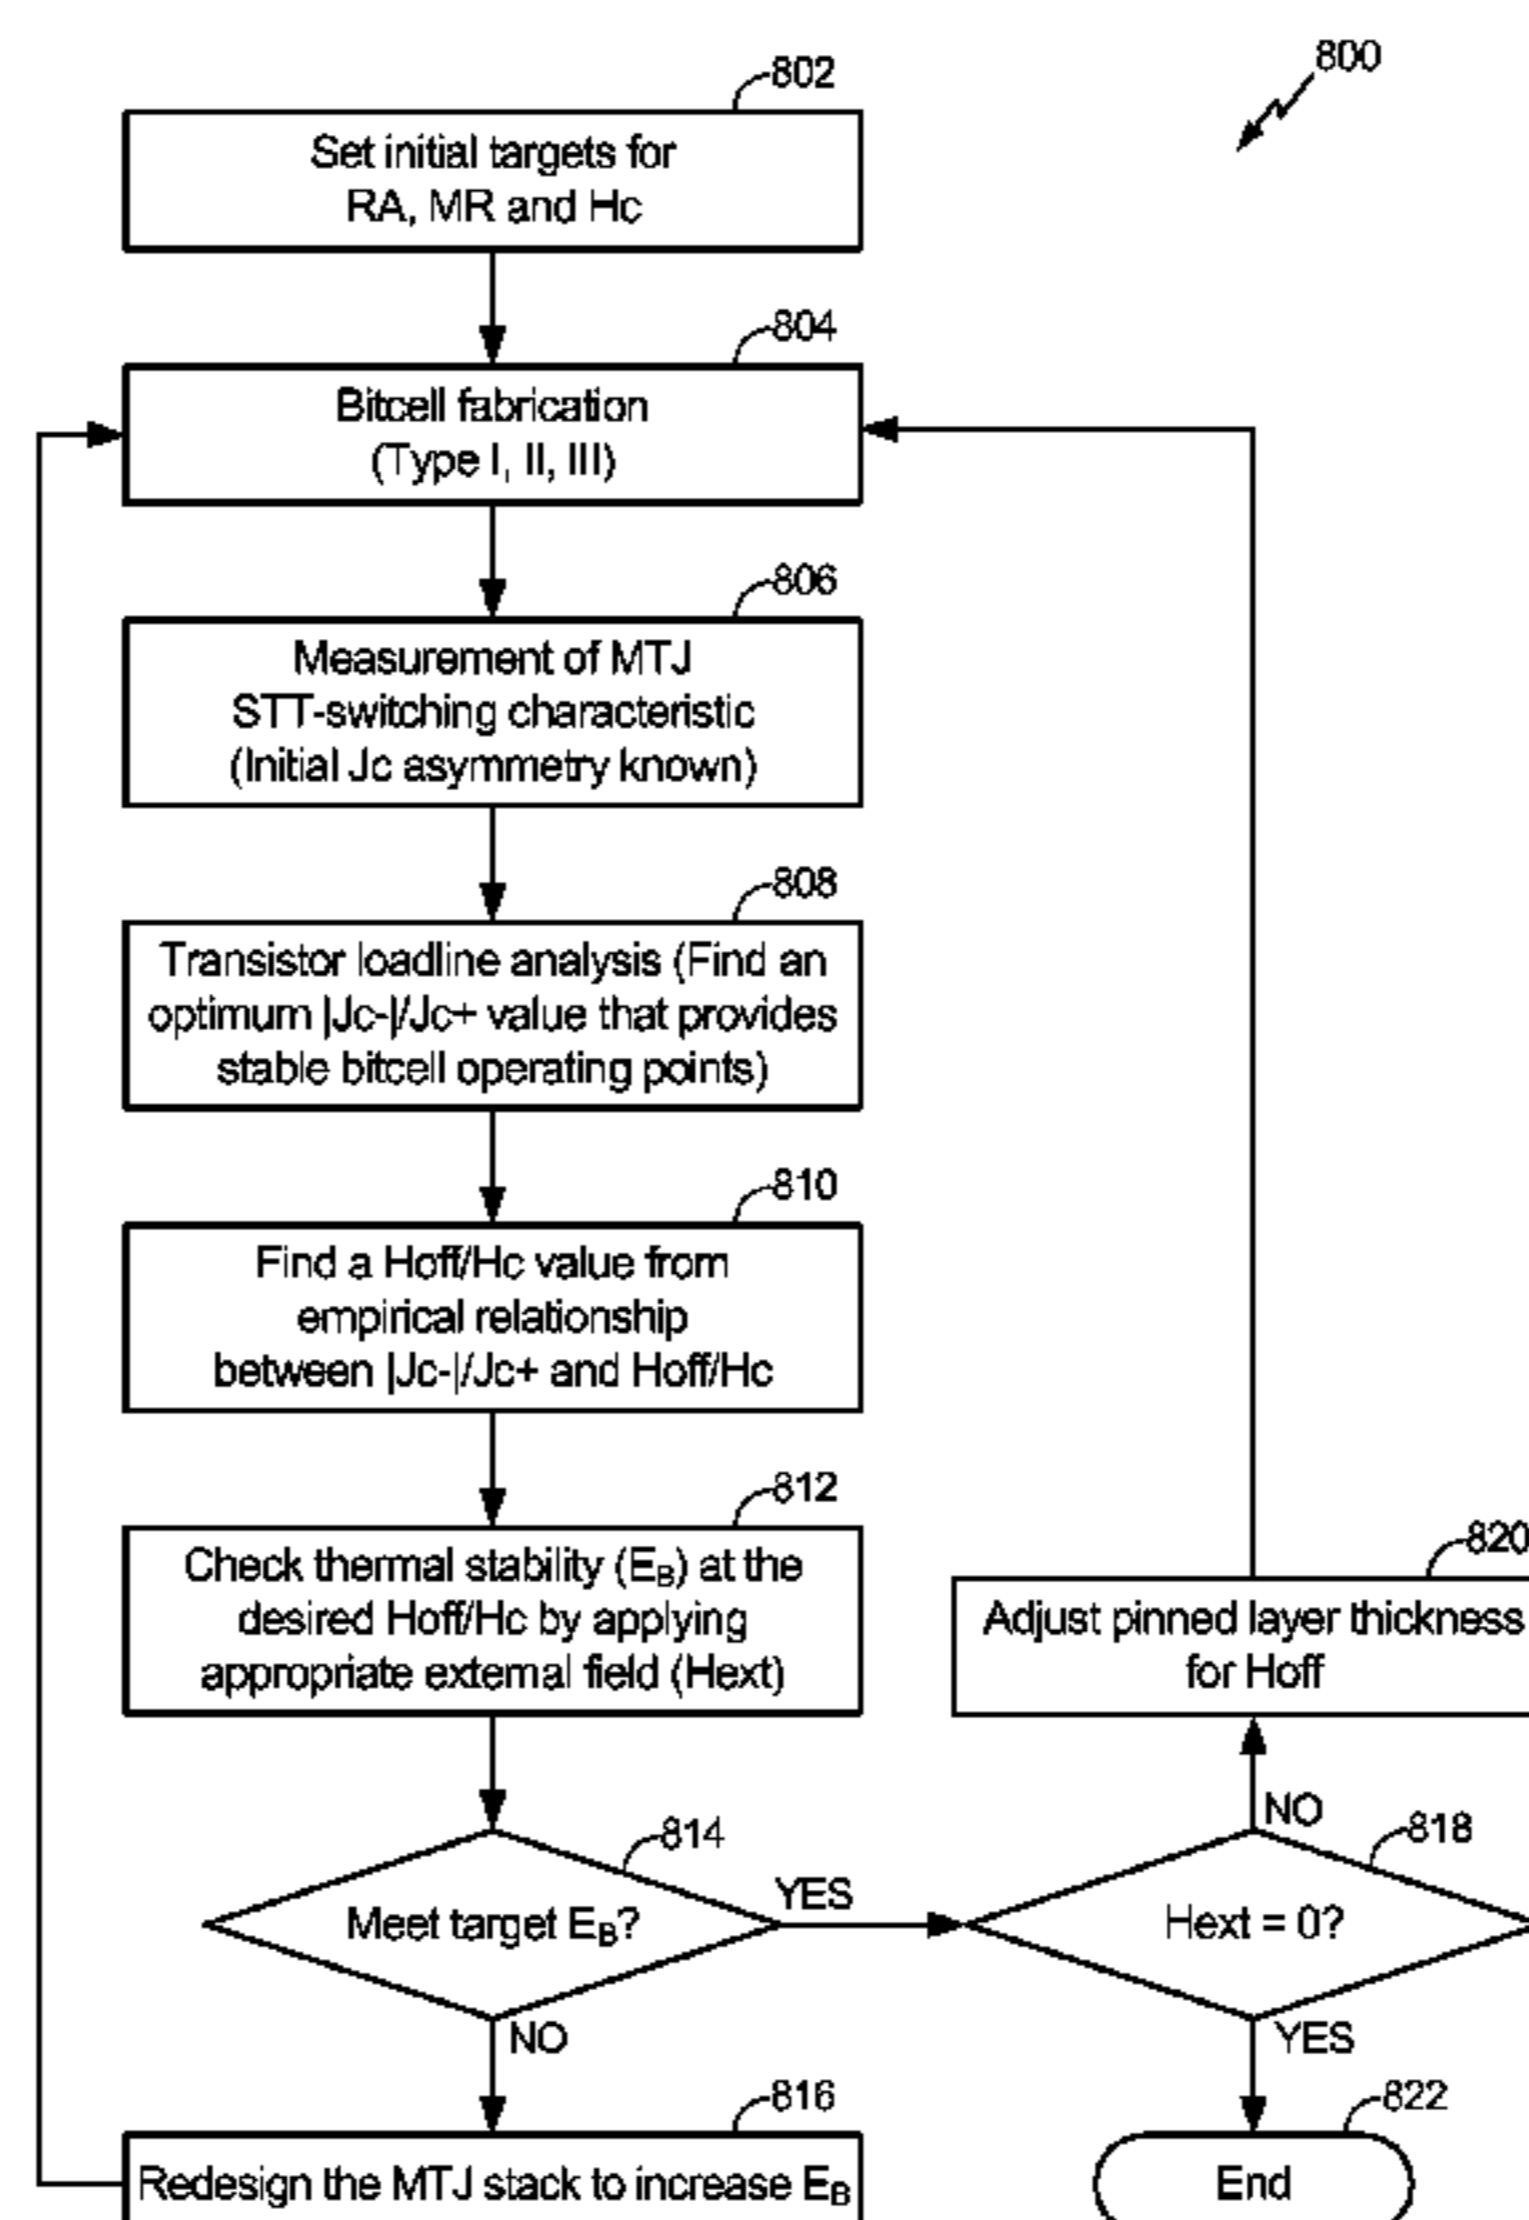 800
802
Set initial targets for
RA, MR and Hc
804
Bitcell fabrication
(Type I, II, III)
806
Measurement of MTJ
STT-switching characteristic
(Initial Jc asymmetry known)
808
Transistor loadline analysis (Find an
optimum |Jc-|/Jc+ value that provides
stable bitcell operating points)
810
Find a Hoff/Hc value from
empirical relationship
between |Jc-|/Jc+ and Hoff/Hc
812
Check thermal stability (EB) at the
desired Hoff/Hc by applying
appropriate external field (Hext)
820
Adjust pinned layer thickness
for Hoff
814
Meet target EB?
YES
NO
818
Hext = 0?
NO
YES
816
Redesign the MTJ stack to increase EB
822
End